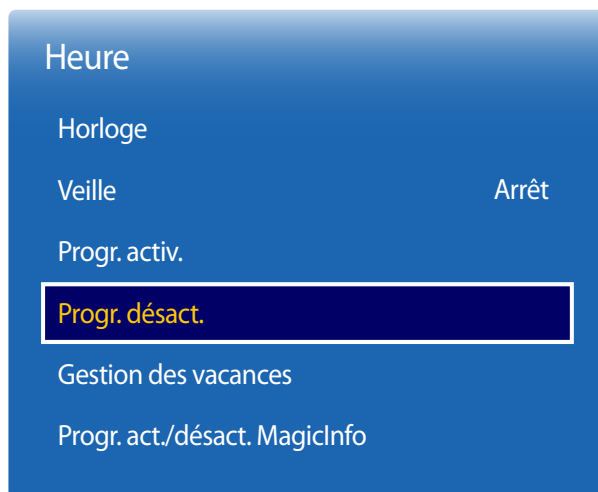 Heure
Horloge
Veille Arrêt
Progr. activ.
Progr. désact.
Gestion des vacances
Progr. act./désact. MagicInfo